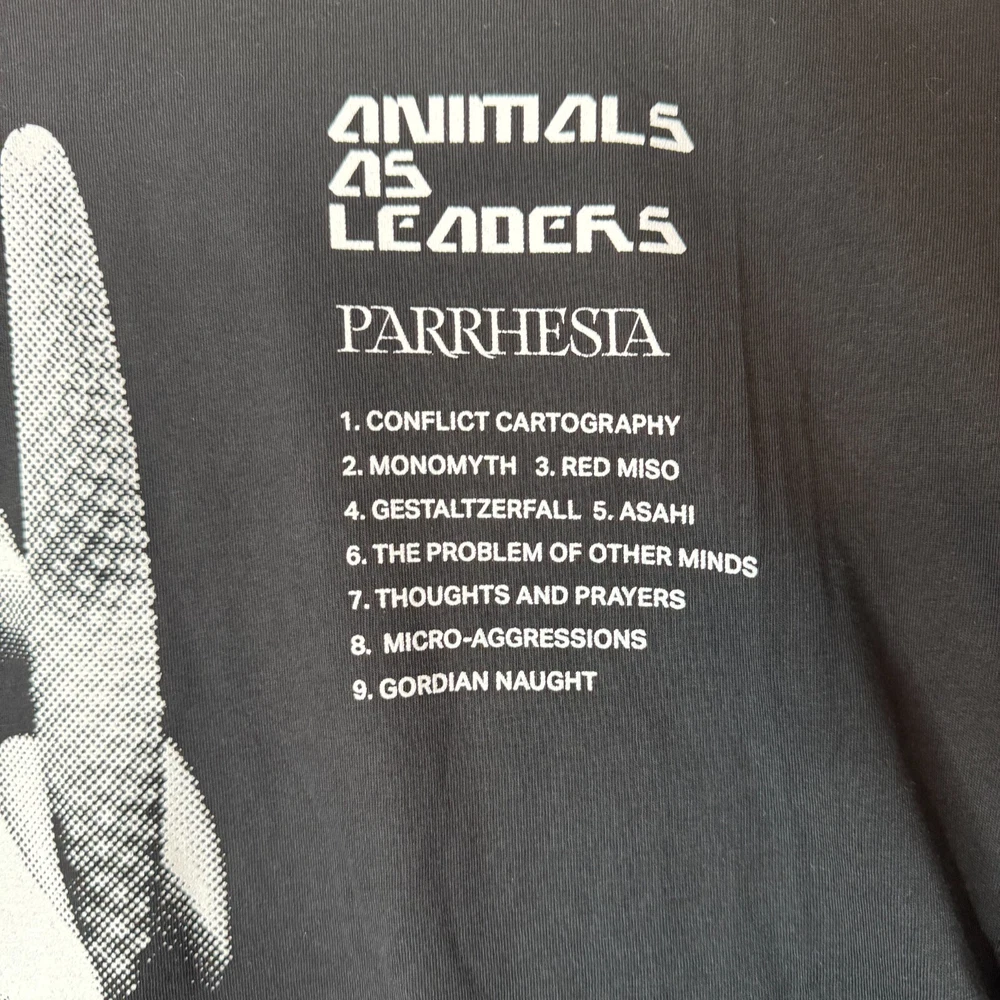 ANIMALS
AS
LEADERS
PARRHESIA
1. CONFLICT CARTOGRAPHY
2. MONOMYTH 3. RED MISO
4. GESTALTZERFALL 5. ASAHI
6. THE PROBLEM OF OTHER MINDS
7. THOUGHTS AND PRAYERS
8. MICRO-AGGRESSIONS
9. GORDIAN NAUGHT